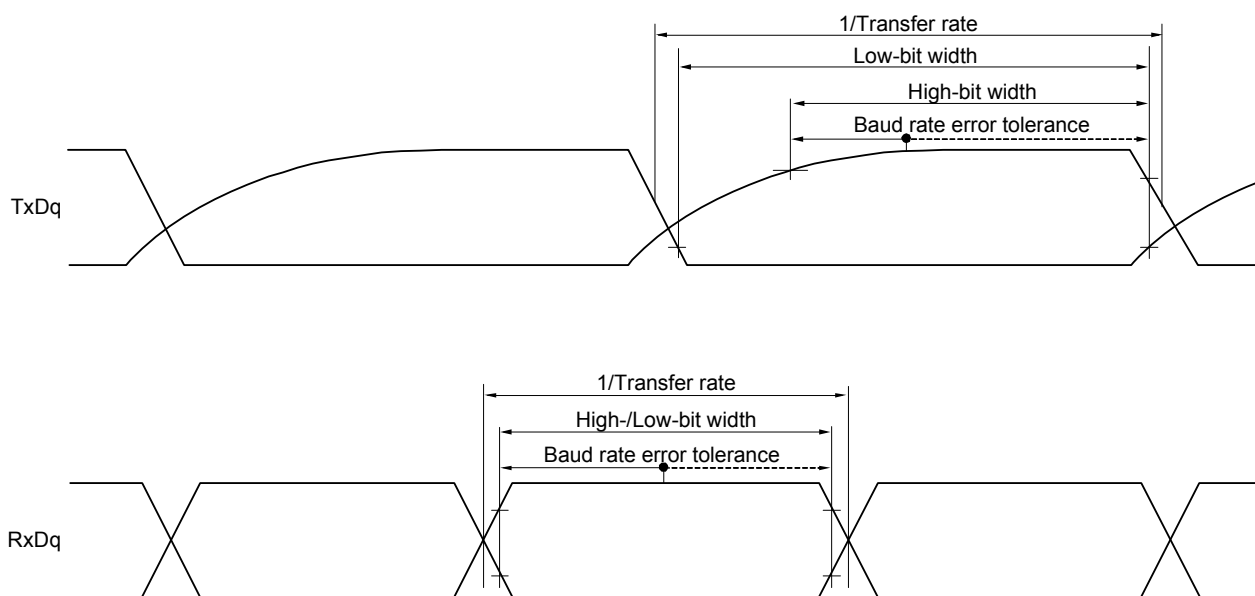 1/Transfer rate
Low-bit width
High-bit width
Baud rate error tolerance
TxDq
1/Transfer rate
High-/Low-bit width
Baud rate error tolerance
RxDq